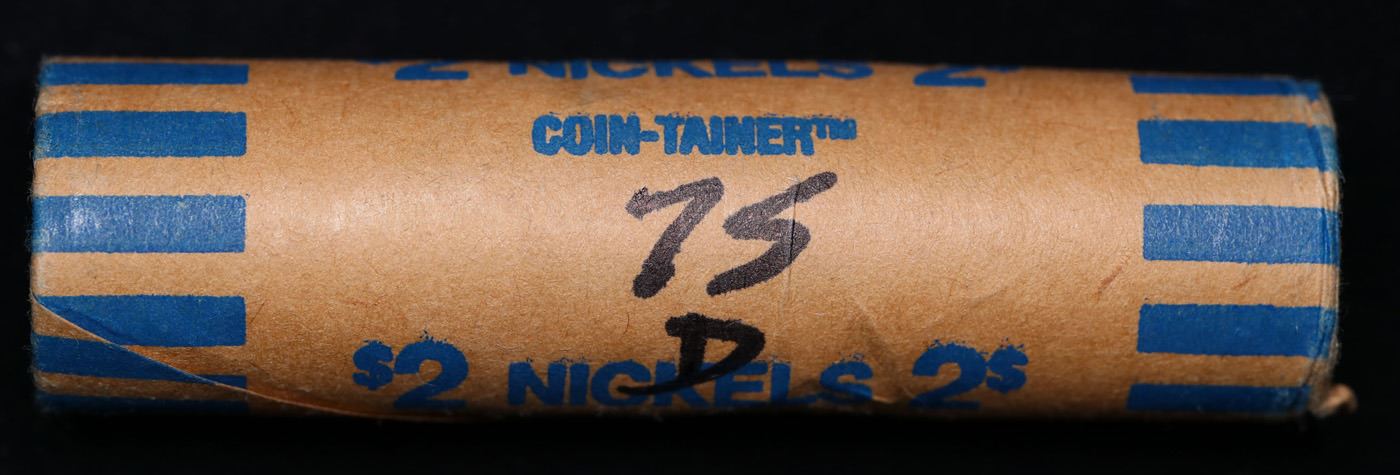 $2 NICKELS 2$
COIN-TAINER™
75
D
$2 NICKELS 2$